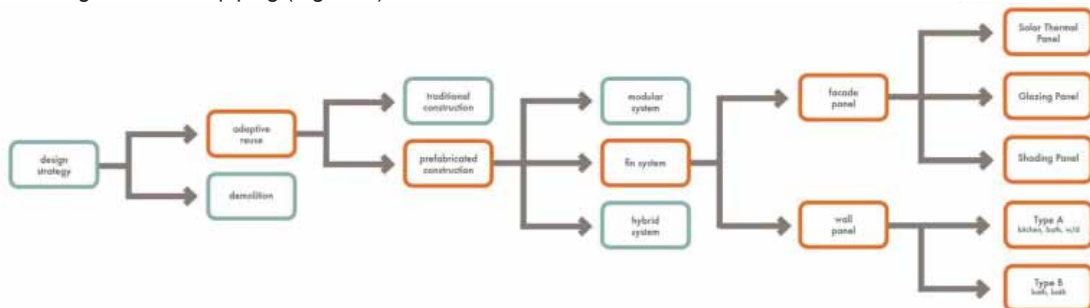 Solar Thermal
Panel
traditional
construction
modular
system
facade
panel
Glazing Panel
adaptive
reuse
design
strategy
prefabricated
construction
fin system
Shading Panel
demolition
hybrid
system
wall
panel
Type A
kitchen, bath, w/d
Type B
bath, bath